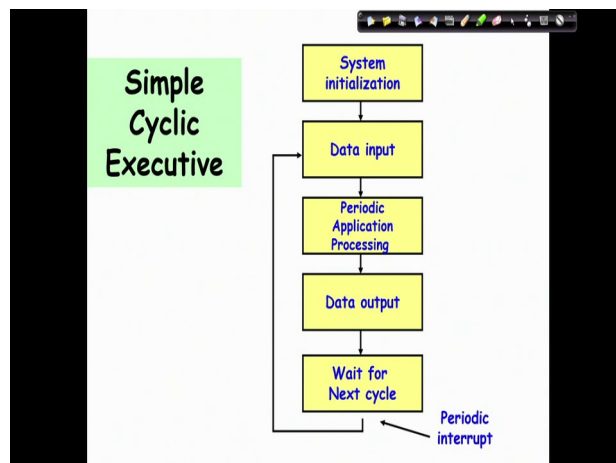 Simple
Cyclic
Executive
System
initialization
Data input
Periodic
Application
Processing
Data output
Wait for
Next cycle
Periodic
interrupt